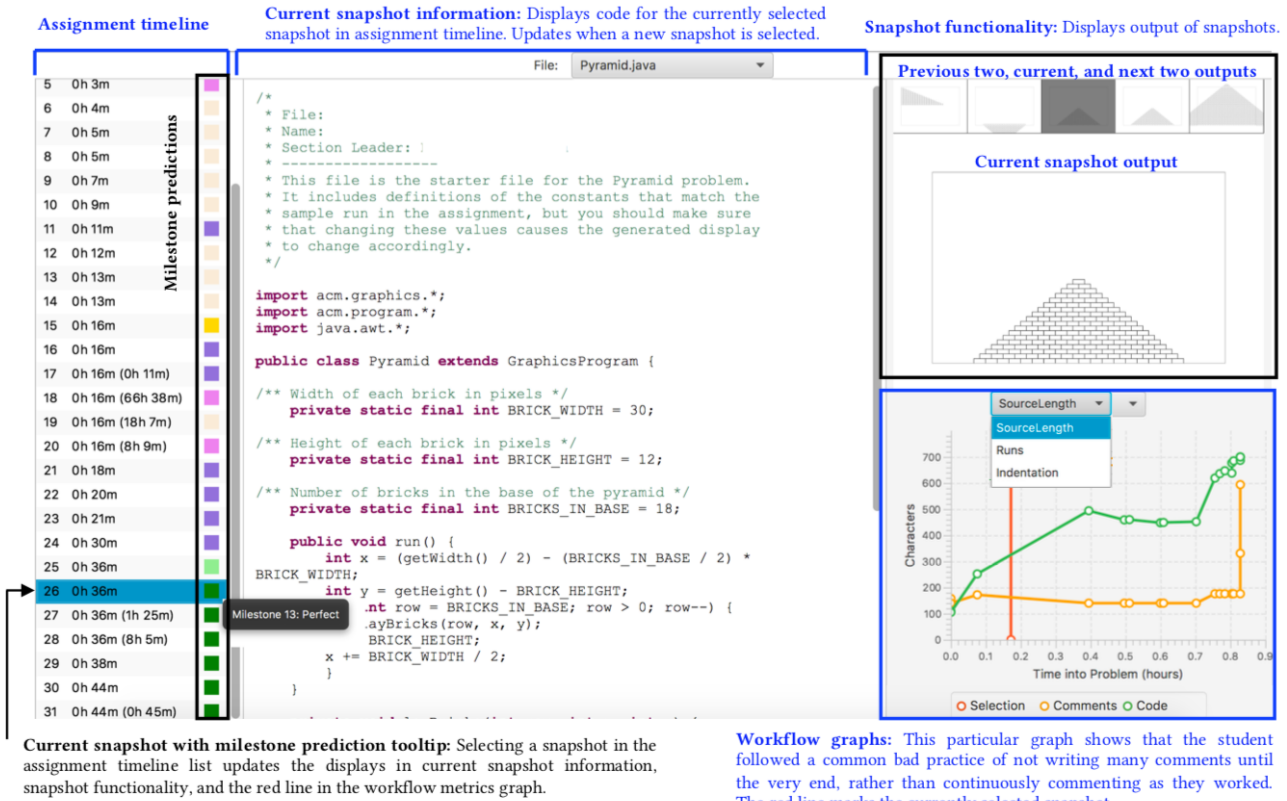 Assignment timeline
Current snapshot information: Displays code for the currently selected
snapshot in assignment timeline. Updates when a new snapshot is selected.
Snapshot functionality: Displays output of snapshots.
File: Pyramid.java
Milestone predictions
5 0h 3m
6 0h 4m
7 0h 5m
8 0h 5m
9 0h 7m
10 0h 9m
11 0h 11m
12 0h 12m
13 0h 13m
14 0h 13m
15 0h 16m
16 0h 16m
17 0h 16m (0h 11m)
18 0h 16m (66h 38m)
19 0h 16m (18h 7m)
20 0h 16m (8h 9m)
21 0h 18m
22 0h 20m
23 0h 21m
24 0h 30m
25 0h 36m
26 0h 36m
27 0h 36m (1h 25m)
28 0h 36m (8h 5m)
29 0h 38m
30 0h 44m
31 0h 44m (0h 45m)
Milestone 13: Perfect
/*
* File:
* Name:
* Section Leader:
* ------------------
* This file is the starter file for the Pyramid problem.
* It includes definitions of the constants that match the
* sample run in the assignment, but you should make sure
* that changing these values causes the generated display
* to change accordingly.
*/
import acm.graphics.*;
import acm.program.*;
import java.awt.*;
public class Pyramid extends GraphicsProgram {
/** Width of each brick in pixels */
private static final int BRICK_WIDTH = 30;
/** Height of each brick in pixels */
private static final int BRICK_HEIGHT = 12;
/** Number of bricks in the base of the pyramid */
private static final int BRICKS_IN_BASE = 18;
public void run() {
int x = (getWidth() / 2) - (BRICKS_IN_BASE / 2) *
BRICK_WIDTH;
int y = getHeight() - BRICK_HEIGHT;
nt row = BRICKS_IN_BASE; row > 0; row--) {
ayBricks(row, x, y);
BRICK_HEIGHT;
x += BRICK_WIDTH / 2;
}
}
Previous two, current, and next two outputs
Current snapshot output
SourceLength
SourceLength
Runs
Indentation
Characters
700
600
500
400
300
200
100
0
0.0 0.1 0.2 0.3 0.4 0.5 0.6 0.7 0.8 0.9
Time into Problem (hours)
Selection Comments Code
Current snapshot with milestone prediction tooltip: Selecting a snapshot in the
assignment timeline list updates the displays in current snapshot information,
snapshot functionality, and the red line in the workflow metrics graph.
Workflow graphs: This particular graph shows that the student
followed a common bad practice of not writing many comments until
the very end, rather than continuously commenting as they worked.
The red line marks the currently selected snapshot.